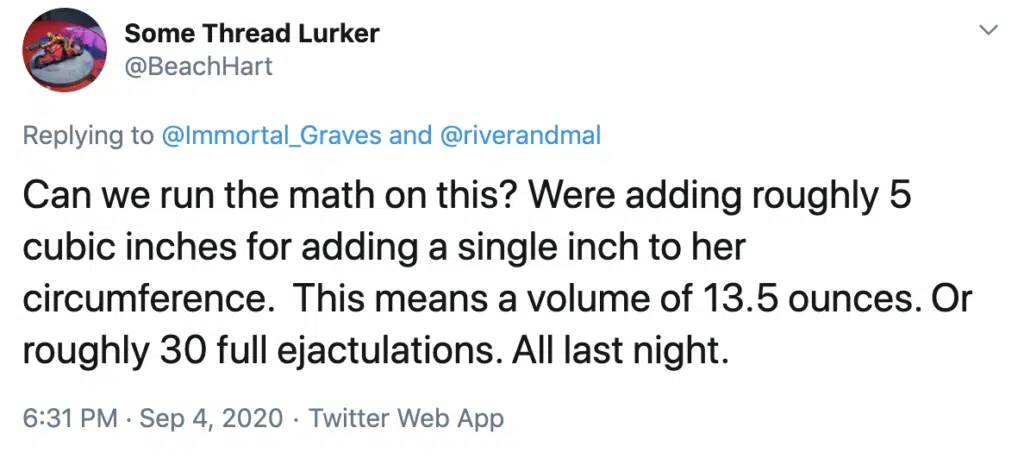 Some Thread Lurker
@BeachHart
Replying to @Immortal_Graves and @riverandmal
Can we run the math on this? Were adding roughly 5
cubic inches for adding a single inch to her
circumference.  This means a volume of 13.5 ounces. Or
roughly 30 full ejactulations. All last night.
6:31 PM · Sep 4, 2020 · Twitter Web App